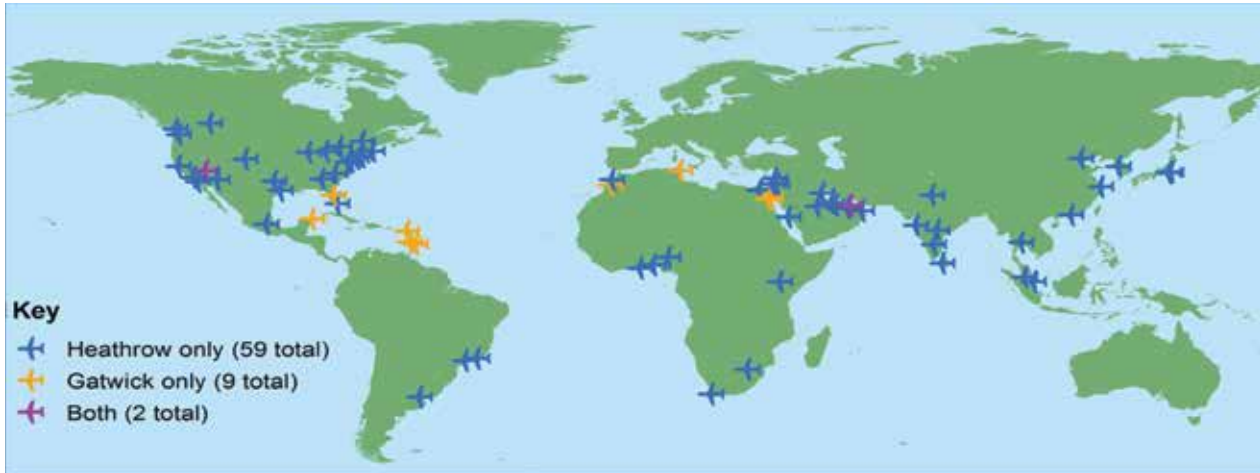 Key
Heathrow only (59 total)
Gatwick only (9 total)
Both (2 total)